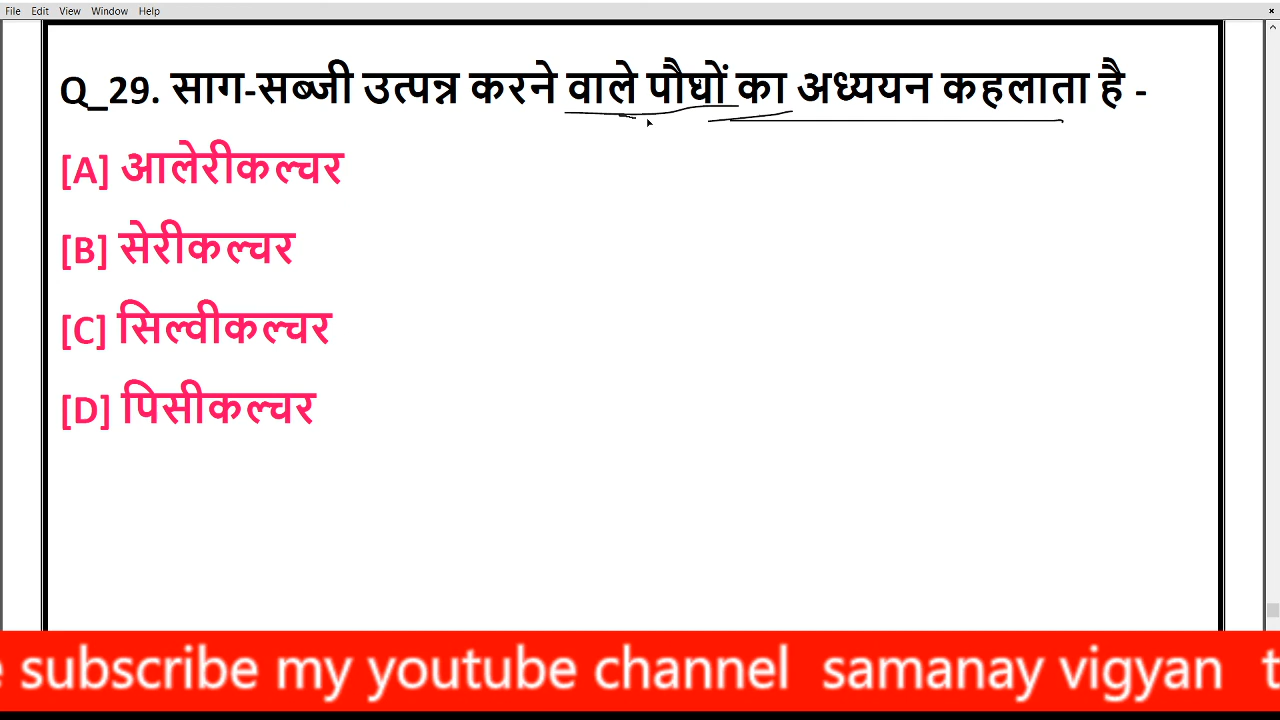 File Edit View Window Help
Q_29. साग-सब्जी उत्पन्न करने वाले पौधों का अध्ययन कहलाता है -
[A] आलेरीकल्चर
[B] सेरीकल्चर
[C] सिल्वीकल्चर
[D] पिसीकल्चर
subscribe my youtube channel samanay vigyan